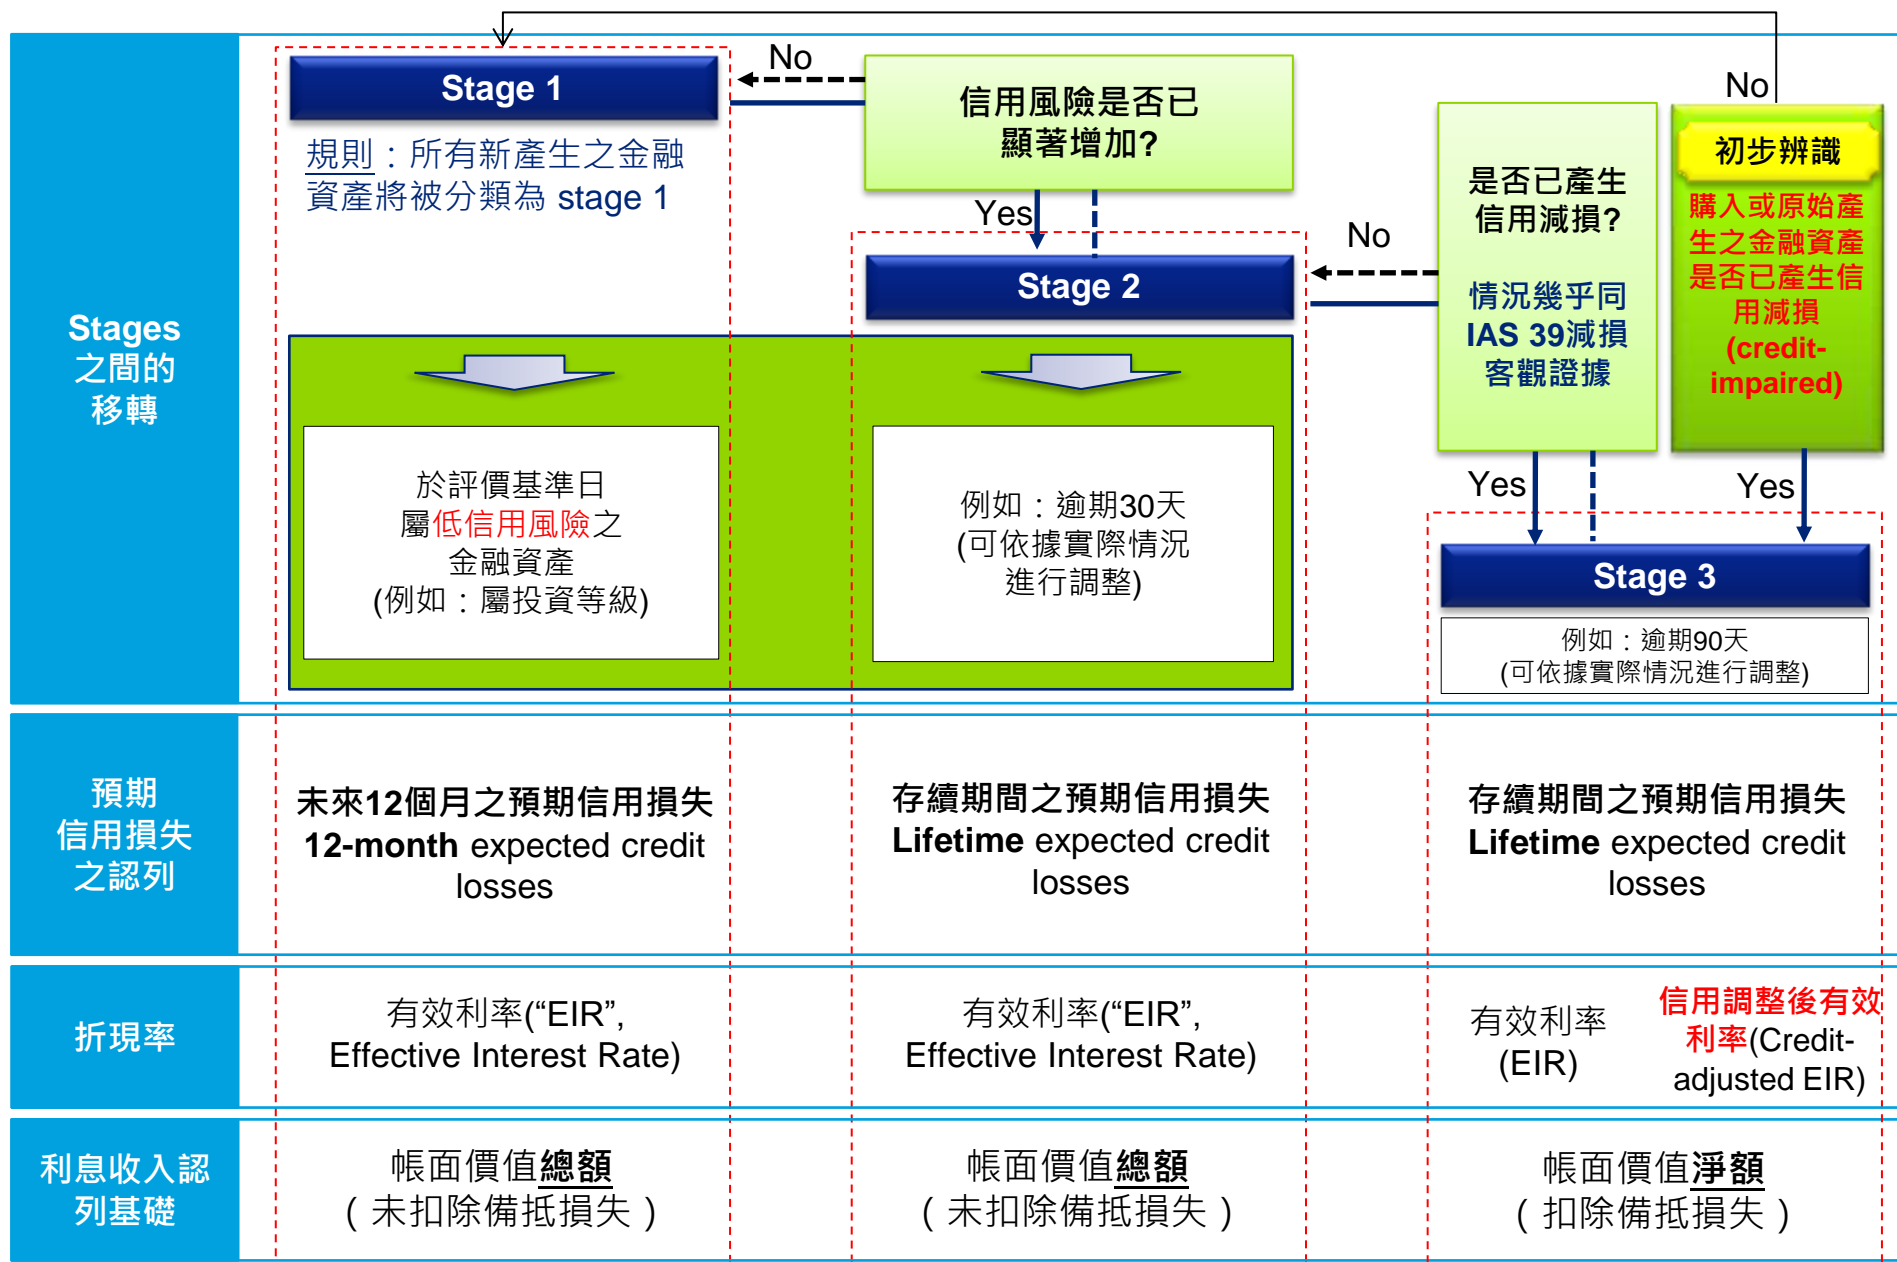 Stages
之間的
移轉
Stage 1
規則：所有新產生之金融
資產將被分類為 stage 1
No
信用風險是否已
顯著增加?
Yes
Stage 2
No
是否已產生
信用減損?
情況幾乎同
IAS 39減損
客觀證據
Yes
No
初步辨識
購入或原始產
生之金融資產
是否已產生信
用減損
(credit-
impaired)
Yes
Stage 3
於評價基準日
屬低信用風險之
金融資產
(例如：屬投資等級)
例如：逾期30天
(可依據實際情況
進行調整)
例如：逾期90天
(可依據實際情況進行調整)
預期
信用損失
之認列
未來12個月之預期信用損失
12-month expected credit
losses
存續期間之預期信用損失
Lifetime expected credit
losses
存續期間之預期信用損失
Lifetime expected credit
losses
折現率
有效利率(“EIR”,
Effective Interest Rate)
有效利率(“EIR”,
Effective Interest Rate)
有效利率
(EIR)
信用調整後有效
利率(Credit-
adjusted EIR)
利息收入認
列基礎
帳面價值總額
（未扣除備抵損失）
帳面價值總額
（未扣除備抵損失）
帳面價值淨額
（扣除備抵損失）